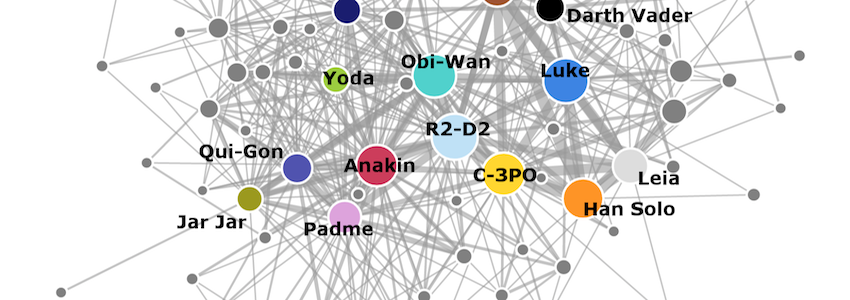 Darth Vader
Obi-Wan
Luke
Yoda
R2-D2
Qui-Gon
Anakin
C-3PO
Leia
Han Solo
Jar Jar
Padme